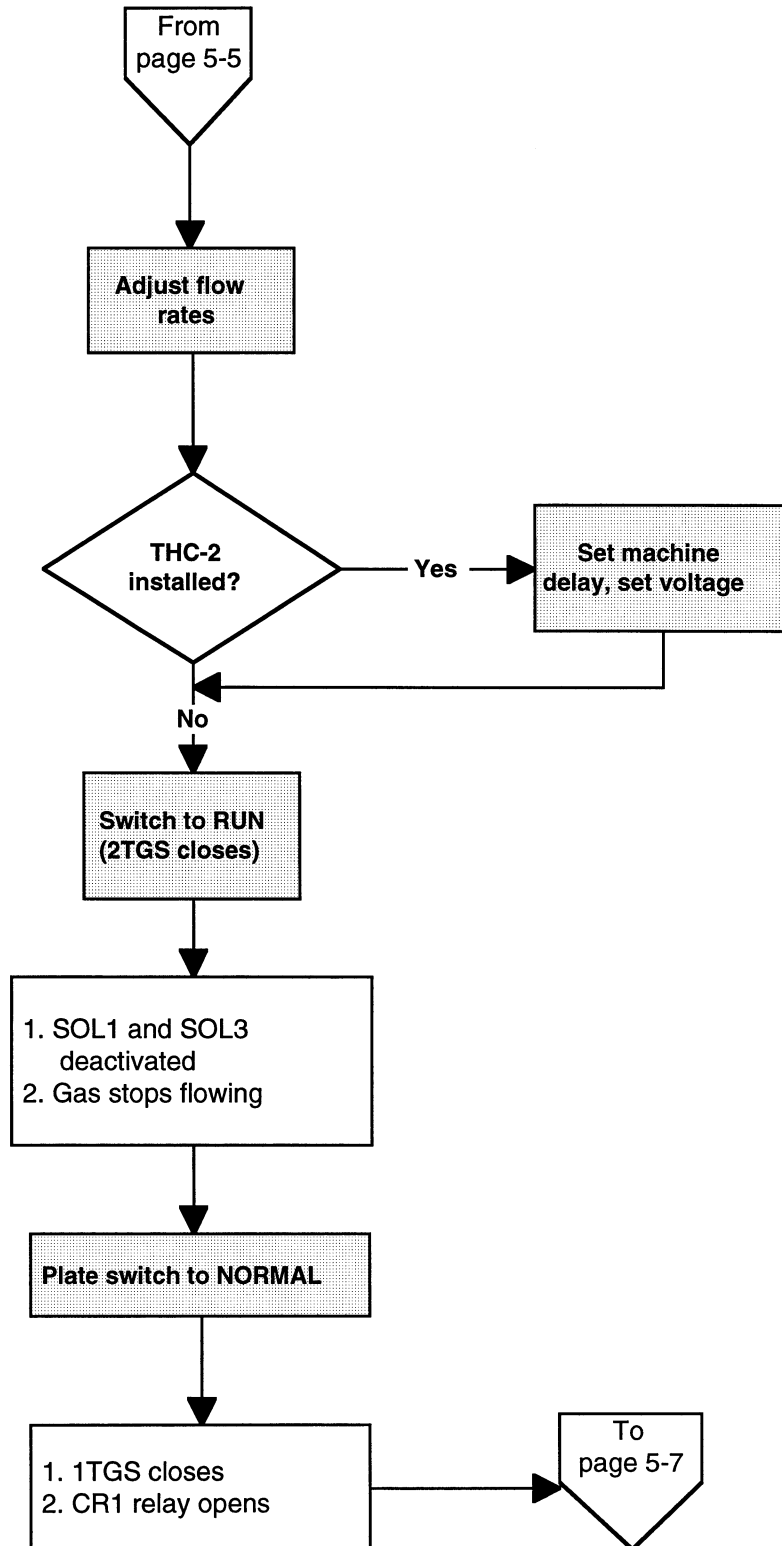 From
page 5-5
Adjust flow
rates
THC-2
installed?
Yes
Set machine
delay, set voltage
No
Switch to RUN
(2TGS closes)
1. SOL1 and SOL3
deactivated
2. Gas stops flowing
Plate switch to NORMAL
1. 1TGS closes
2. CR1 relay opens
To
page 5-7